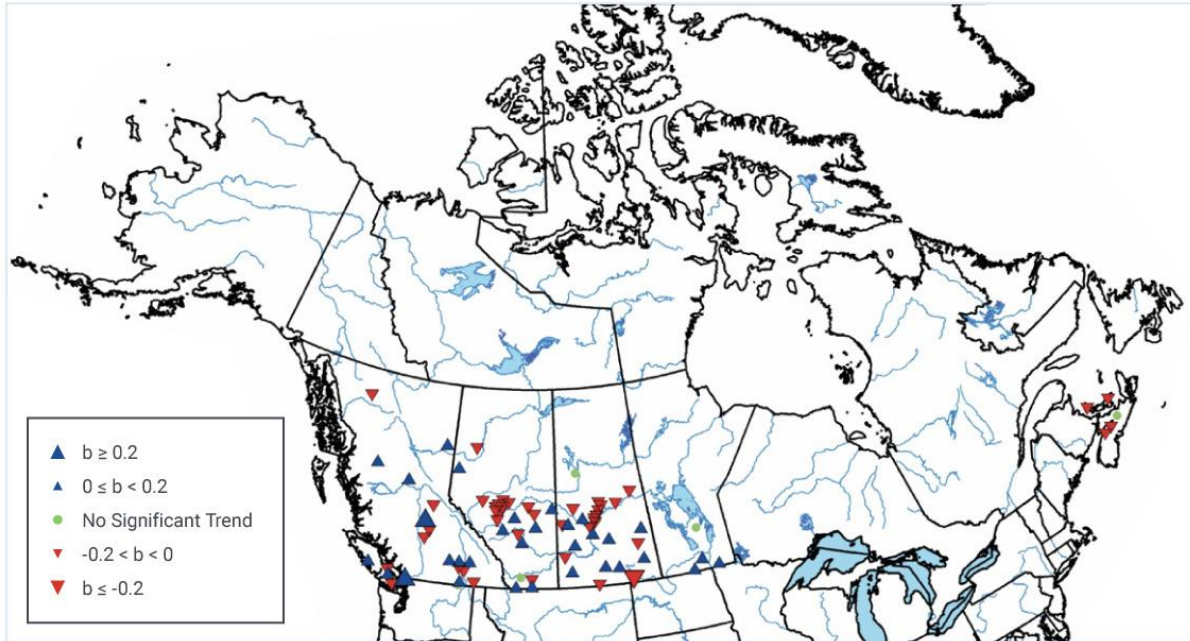 b ≥ 0.2
0 ≤ b < 0.2
No Significant Trend
-0.2 < b < 0
b ≤ -0.2